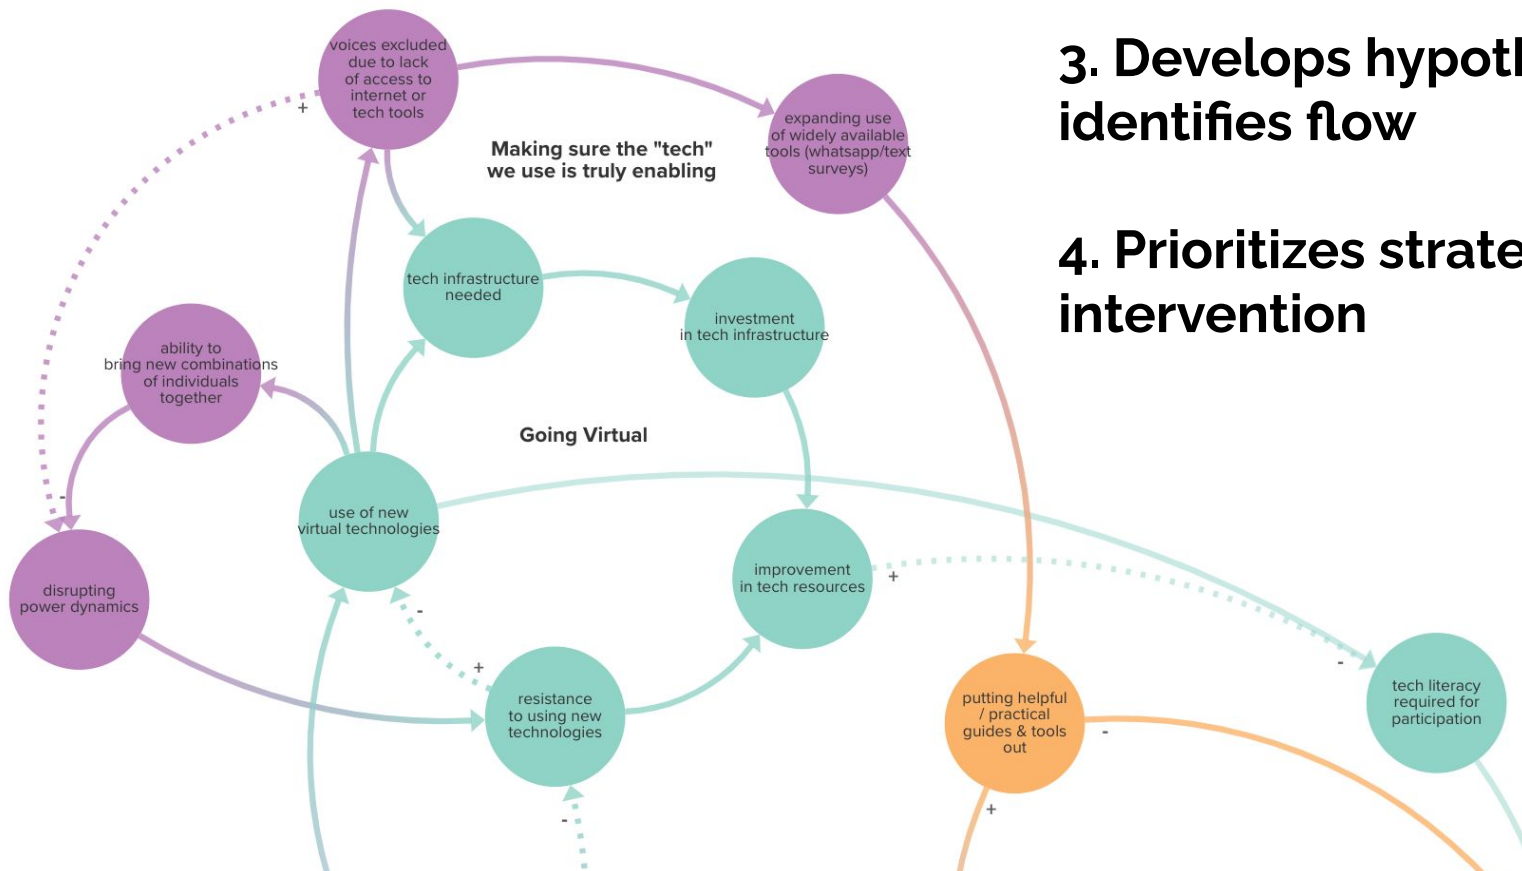 voices excluded
due to lack
of access to
internet or
tech tools
+
expanding use
of widely available
tools (whatsapp/text
surveys)
Making sure the "tech"
we use is truly enabling
3. Develops
identifies flow
4. Prioritizes
intervention
tech infrastructure
needed
investment
in tech infrastructure
ability to
bring new combinations
of individuals
together
Going Virtual
-
use of new
virtual technologies
disrupting
power dynamics
improvement
in tech resources
+
-
+
resistance
to using new
technologies
-
putting helpful
/ practical
guides & tools
out
-
+
-
tech literacy
required for
participation